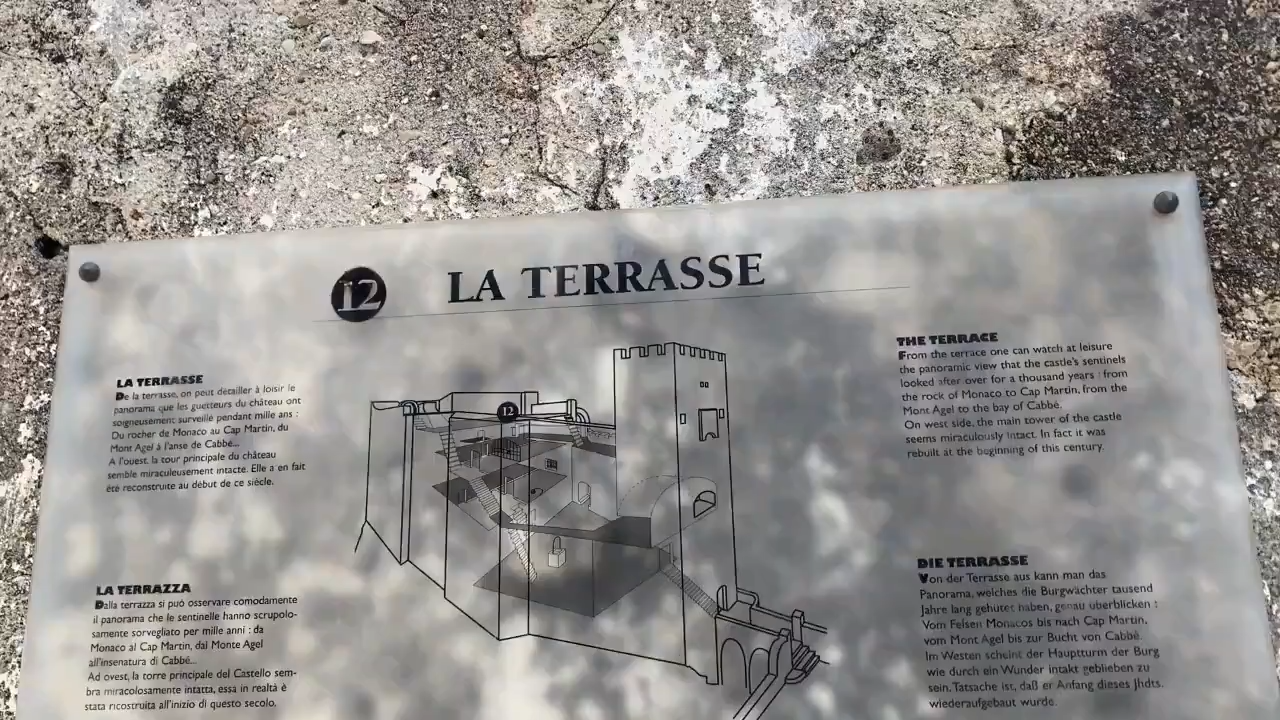 12 LA TERRASSE
LA TERRASSE
De la terrasse, on peut détailler à loisir le
panorama que les guetteurs du château ont
soigneusement surveillé pendant mille ans :
Du rocher de Monaco au Cap Martin, du
Mont Agel à l'anse de Cabbé...
A l'ouest, la tour principale du château
semble miraculeusement intacte. Elle a en fait
été reconstruite au début de ce siècle.
12
THE TERRACE
From the terrace one can watch at leisure
the panoramic view that the castle's sentinels
looked after over for a thousand years : from
the rock of Monaco to Cap Martin, from the
Mont Agel to the bay of Cabbé.
On west side, the main tower of the castle
seems miraculously intact. In fact it was
rebuilt at the beginning of this century.
LA TERRAZZA
Dalla terrazza si può osservare comodamente
il panorama che le sentinelle hanno scrupolo-
samente sorvegliato per mille anni : da
Monaco al Cap Martin, dal Monte Agel
all'insenatura di Cabbé...
Ad ovest, la torre principale del Castello sem-
bra miracolosamente intatta, essa in realtà è
stata ricostruita all'inizio di questo secolo.
DIE TERRASSE
Von der Terrasse aus kann man das
Panorama, welches die Burgwächter tausend
Jahre lang gehütet haben, genau überblicken :
Vom Felsen Monacos bis nach Cap Martin,
vom Mont Agel bis zur Bucht von Cabbé.
Im Westen scheint der Hauptturm der Burg
wie durch ein Wunder intakt geblieben zu
sein. Tatsache ist, daß er Anfang dieses Jhdts.
wiederaufgebaut wurde.